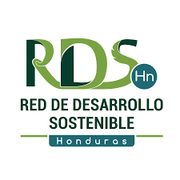 RDS
Hn
RED DE DESARROLLO
SOSTENIBLE
Honduras